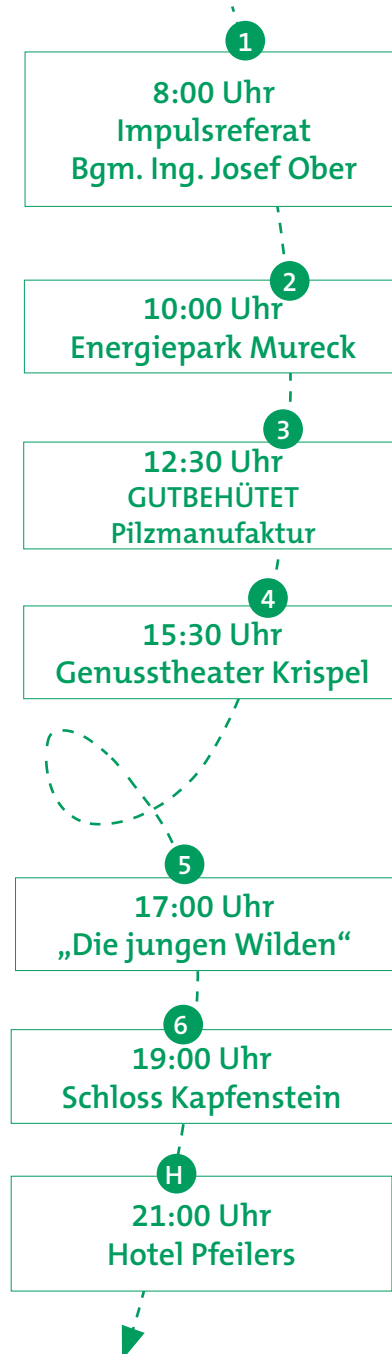 1
8:00 Uhr
Impulsreferat
Bgm. Ing. Josef Ober
2
10:00 Uhr
Energiepark Mureck
3
12:30 Uhr
GUTBEHÜTET
Pilzmanufaktur
4
15:30 Uhr
Genusstheater Krispel
5
17:00 Uhr
„Die jungen Wilden“
6
19:00 Uhr
Schloss Kapfenstein
H
21:00 Uhr
Hotel Pfeilers